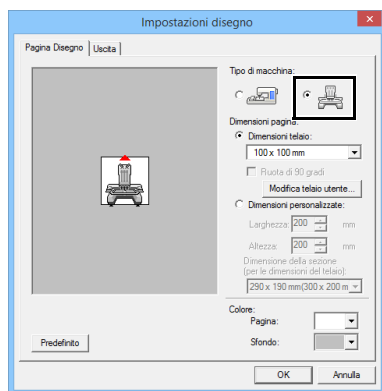 Impostazioni disegno
Pagina Disegno
Uscita
Tipo di macchina:
Dimensioni pagina:
Dimensioni telaio:
100 x 100 mm
Ruota di 90 gradi
Modifica telaio utente...
Dimensioni personalizzate:
Larghezza: 200 mm
Altezza: 200 mm
Dimensione della sezione
(per le dimensioni del telaio):
290 x 190 mm(300 x 200 m
Colore:
Pagina:
Sfondo:
Predefinito
OK
Annulla